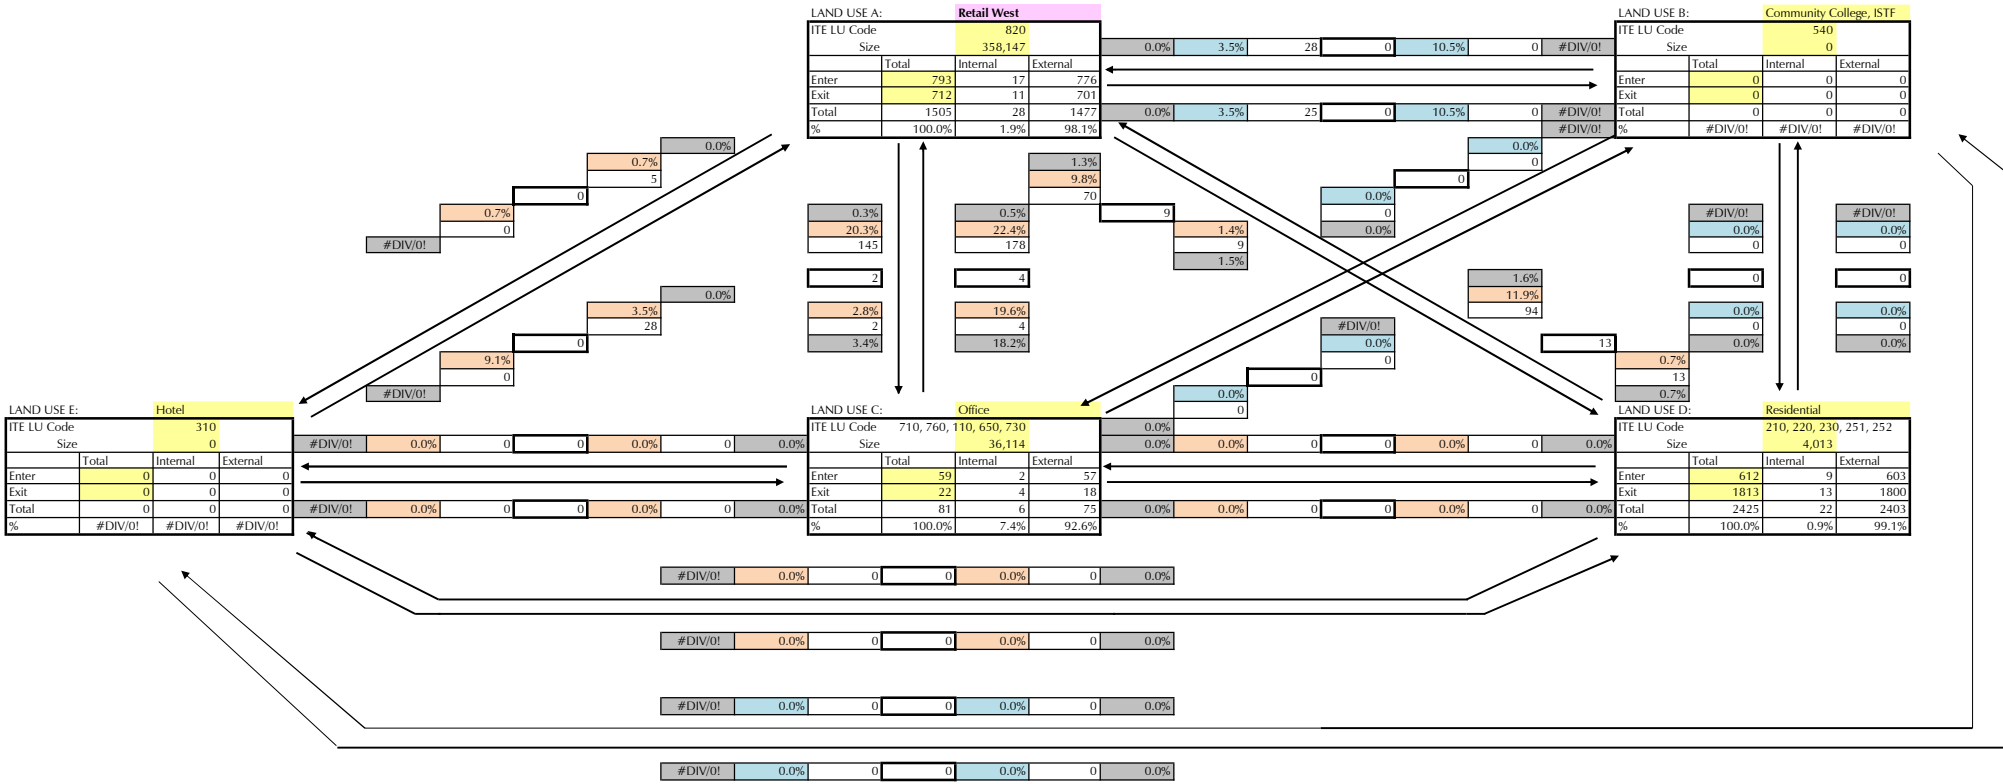 LAND USE A: Retail West LAND USE B: Community College, ISTF
ITE LU Code 820 ITE LU Code 540
Size 358,147 0.0% 3.5% 28 0 10.5% 0 #DIV/0! Size 0
Total Internal External Total Internal External
Enter 793 17 776 Enter 0 0 0
Exit 712 11 701 Exit 0 0 0
Total 1505 28 1477 0.0% 3.5% 25 0 10.5% 0 #DIV/0! Total 0 0 0
% 100.0% 1.9% 98.1% #DIV/0! % #DIV/0! #DIV/0! #DIV/0!
0.0% 0.0%
0.7% 1.3% 0
5 9.8% 0
0 70 0.0%
0.7% 0.3% 0.5% 9 0 #DIV/0! #DIV/0!
0 20.3% 22.4% 1.4% 0.0% 0.0% 0.0%
#DIV/0! 145 178 9 0 0
1.5%
2 4 1.6% 0 0
0.0% 11.9%
3.5% 2.8% 19.6% 94 0.0% 0.0%
28 2 4 #DIV/0! 0 0
0 3.4% 18.2% 0.0% 13 0.0% 0.0%
9.1% 0 0.7%
0 0 13
#DIV/0! 0.0% 0.7%
LAND USE E: Hotel LAND USE C: Office 0 LAND USE D: Residential
ITE LU Code 310 ITE LU Code 710, 760, 110, 650, 730 0.0% ITE LU Code 210, 220, 230, 251, 252
Size 0 #DIV/0! 0.0% 0 0 0.0% 0 0.0% Size 36,114 0.0% 0.0% 0 0 0.0% 0 0.0% Size 4,013
Total Internal External Total Internal External Total Internal External
Enter 0 0 0 Enter 59 2 57 Enter 612 9 603
Exit 0 0 0 Exit 22 4 18 Exit 1813 13 1800
Total 0 0 0 #DIV/0! 0.0% 0 0 0.0% 0 0.0% Total 81 6 75 0.0% 0.0% 0 0 0.0% 0 0.0% Total 2425 22 2403
% #DIV/0! #DIV/0! #DIV/0! % 100.0% 7.4% 92.6% % 100.0% 0.9% 99.1%
#DIV/0! 0.0% 0 0 0.0% 0 0.0%
#DIV/0! 0.0% 0 0 0.0% 0 0.0%
#DIV/0! 0.0% 0 0 0.0% 0 0.0%
#DIV/0! 0.0% 0 0 0.0% 0 0.0%